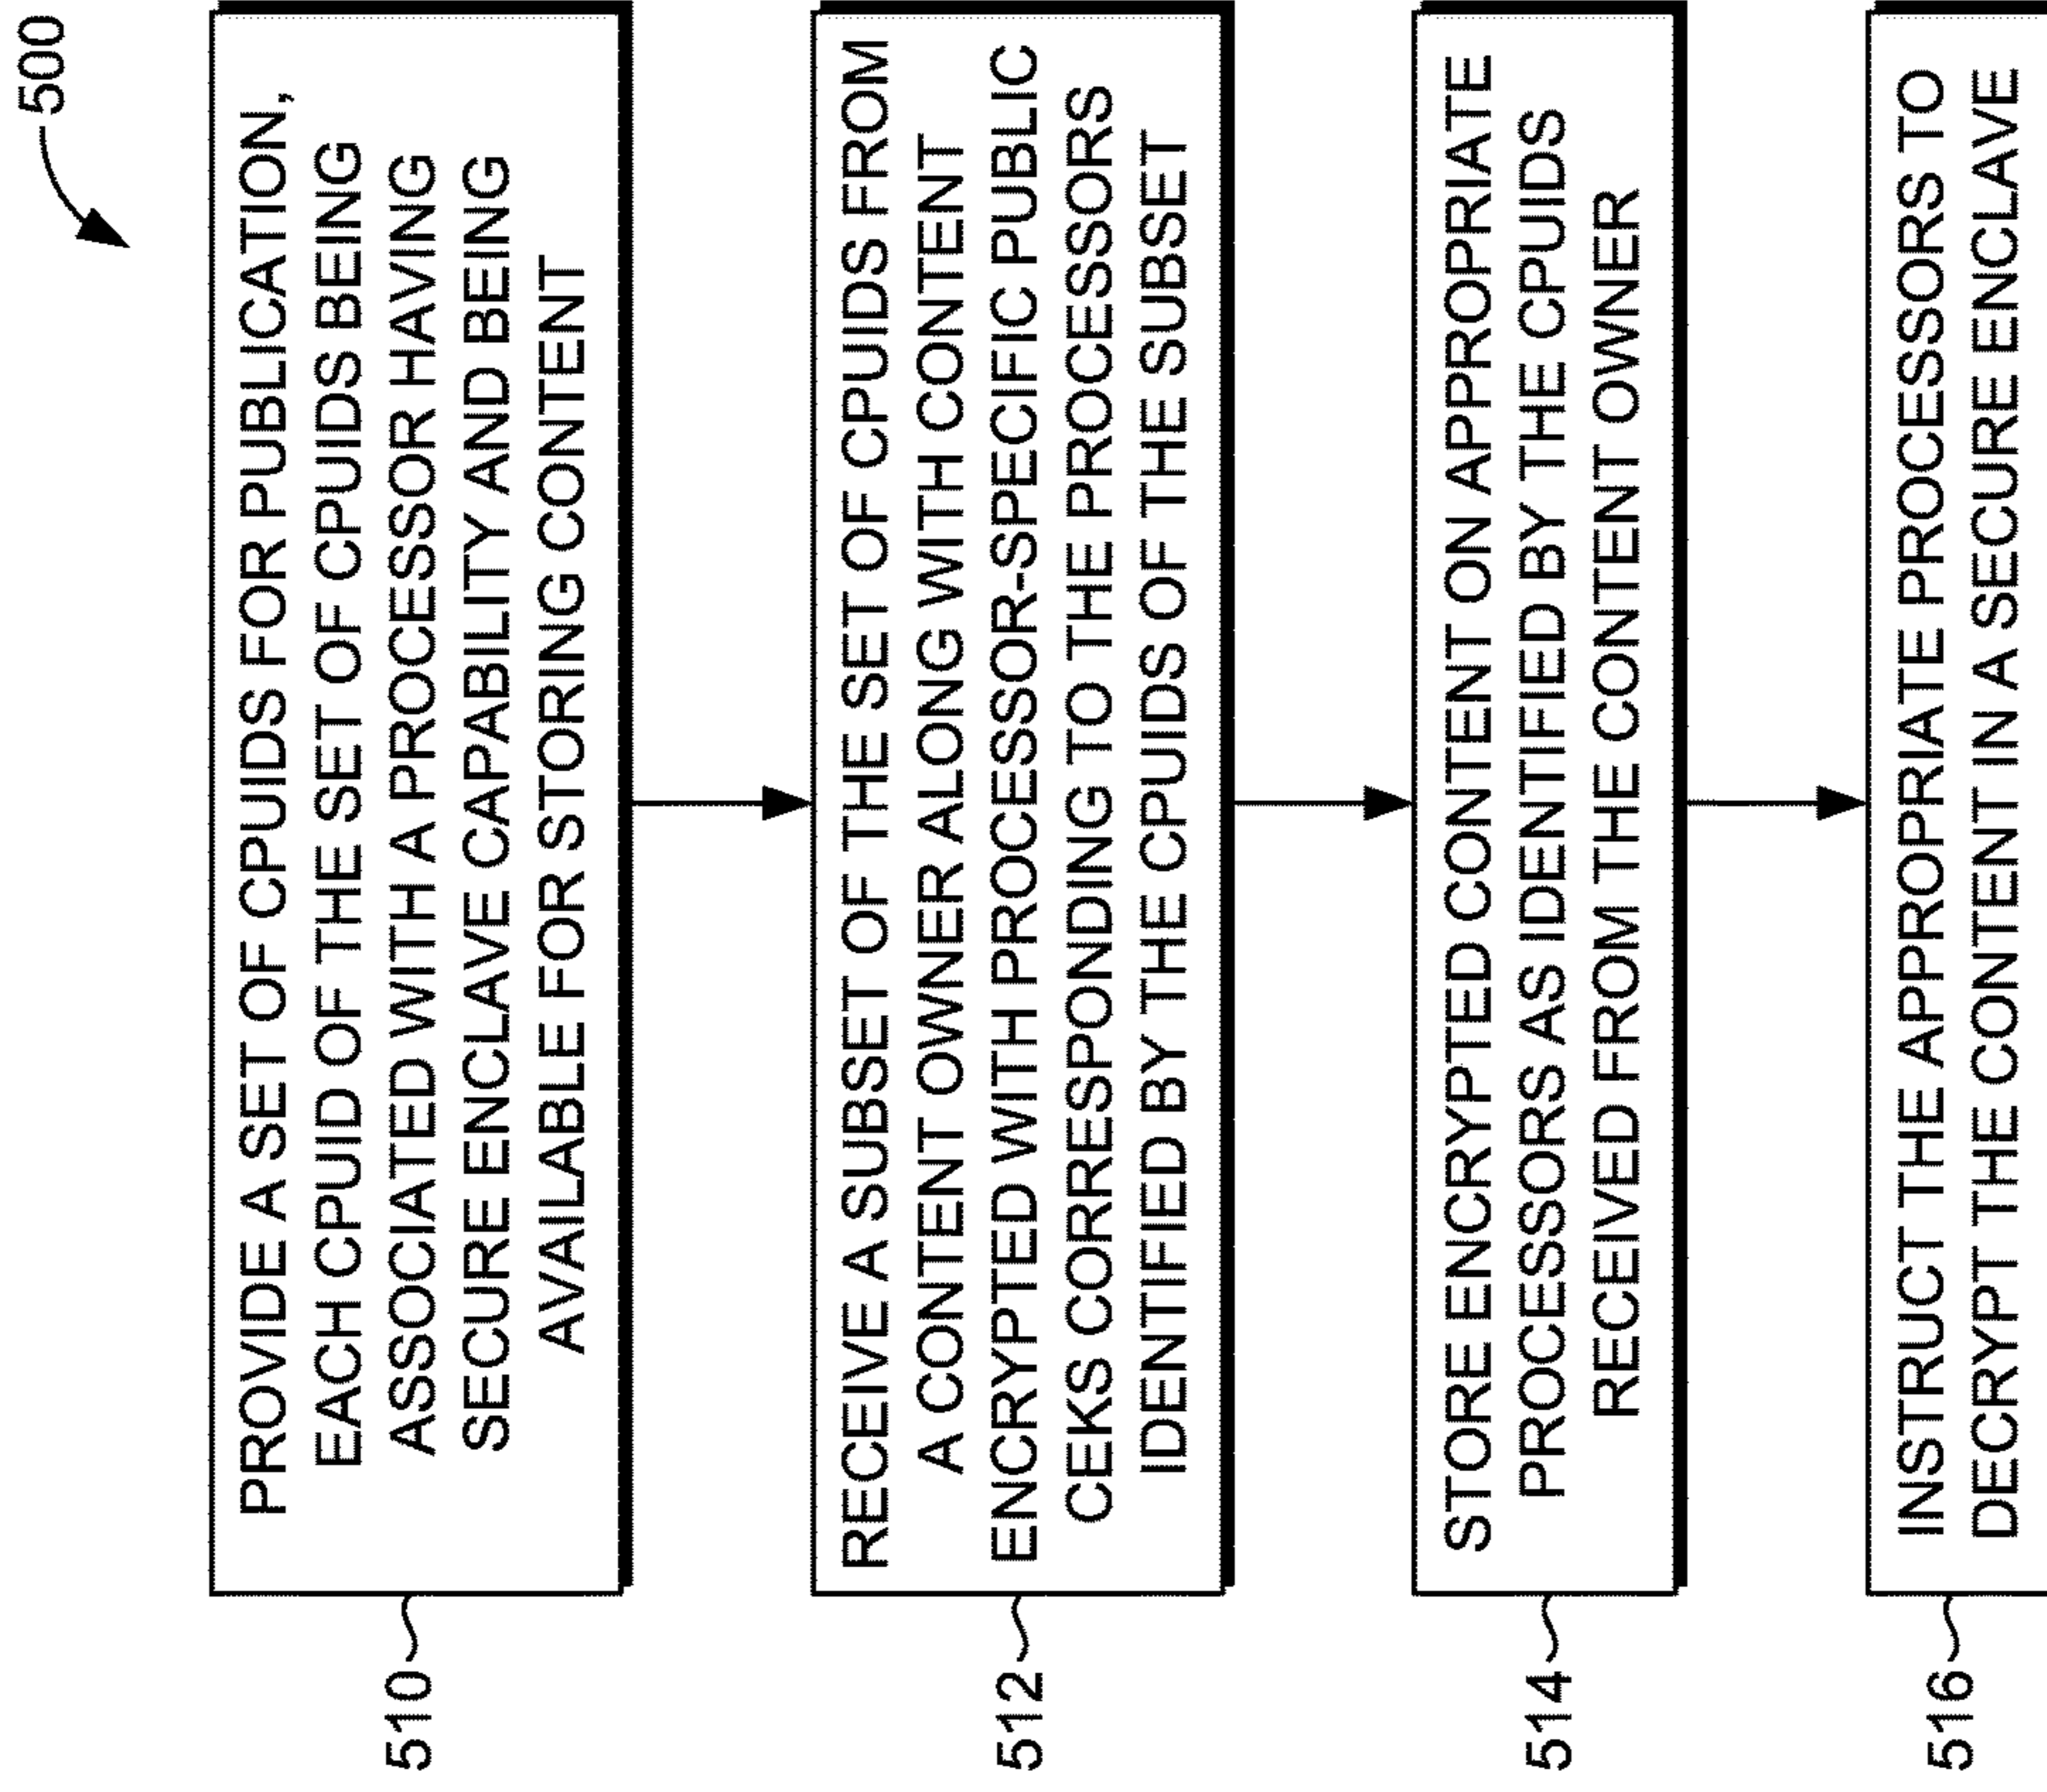 500
510
PROVIDE A SET OF CPUIDS FOR PUBLICATION,
EACH CPUID OF THE SET OF CPUIDS BEING
ASSOCIATED WITH A PROCESSOR HAVING
SECURE ENCLAVE CAPABILITY AND BEING
AVAILABLE FOR STORING CONTENT
512
RECEIVE A SUBSET OF THE SET OF CPUIDS FROM
A CONTENT OWNER ALONG WITH CONTENT
ENCRYPTED WITH PROCESSOR-SPECIFIC PUBLIC
CEKS CORRESPONDING TO THE PROCESSORS
IDENTIFIED BY THE CPUIDS OF THE SUBSET
514
STORE ENCRYPTED CONTENT ON APPROPRIATE
PROCESSORS AS IDENTIFIED BY THE CPUIDS
RECEIVED FROM THE CONTENT OWNER
516
INSTRUCT THE APPROPRIATE PROCESSORS TO
DECRYPT THE CONTENT IN A SECURE ENCLAVE